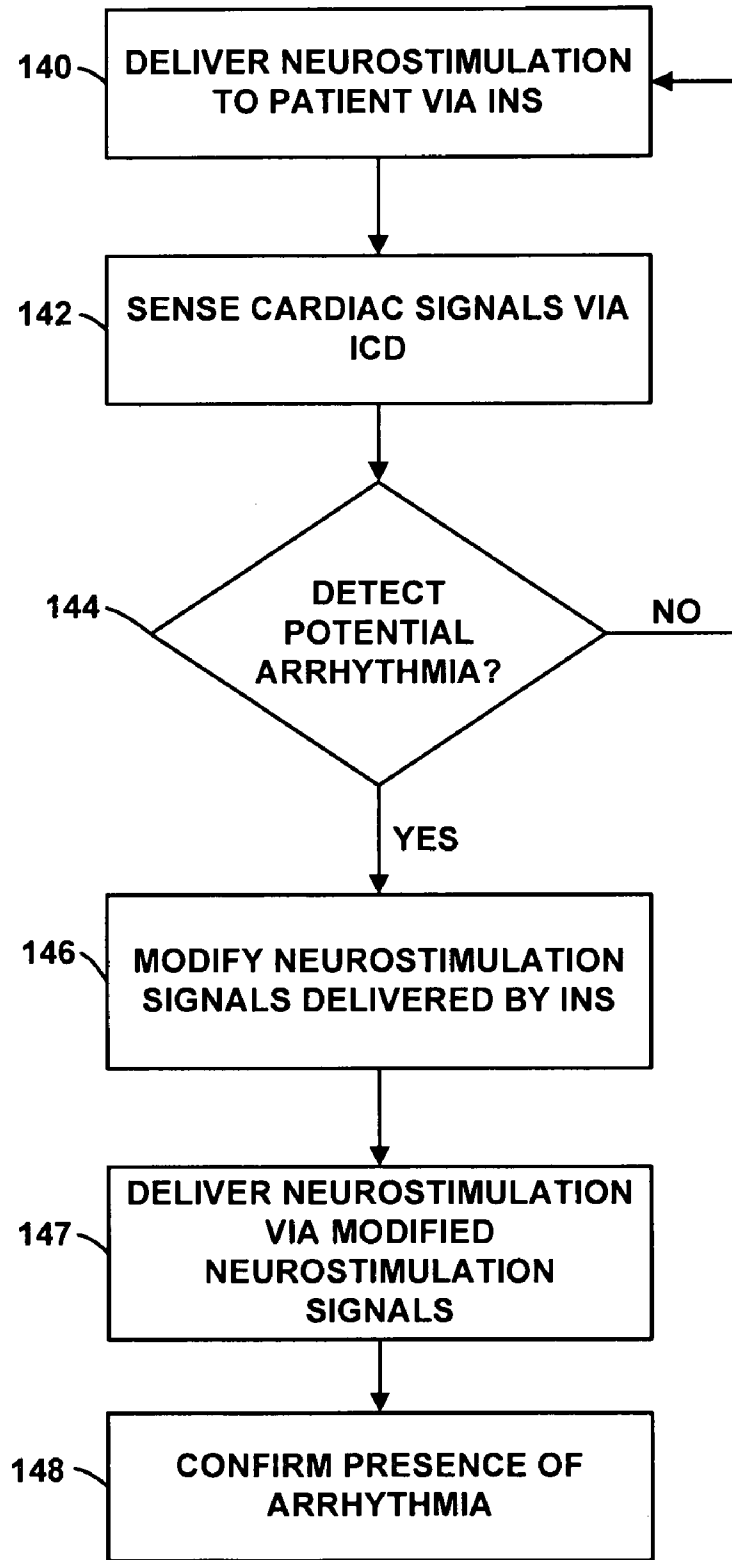 140
DELIVER NEUROSTIMULATION
TO PATIENT VIA INS
142
SENSE CARDIAC SIGNALS VIA
ICD
144
DETECT
POTENTIAL
ARRHYTHMIA?
NO
YES
146
MODIFY NEUROSTIMULATION
SIGNALS DELIVERED BY INS
147
DELIVER NEUROSTIMULATION
VIA MODIFIED
NEUROSTIMULATION
SIGNALS
148
CONFIRM PRESENCE OF
ARRHYTHMIA